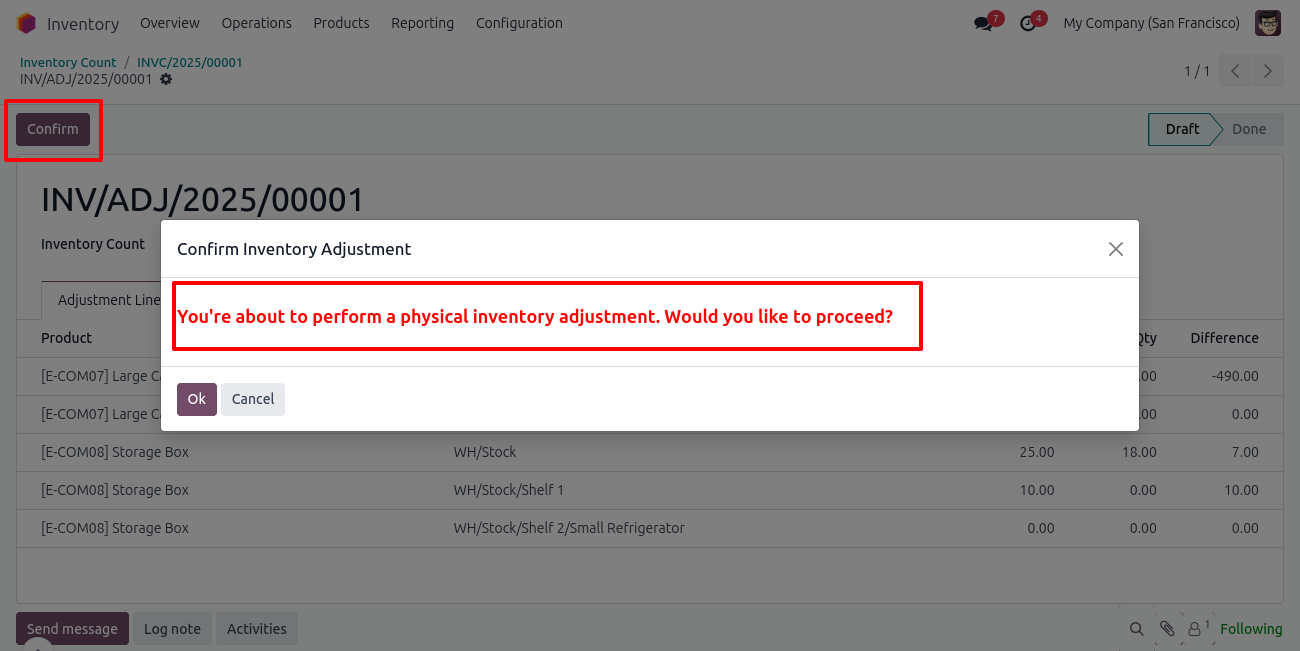 Inventory Overview Operations Products Reporting Configuration 7 4 My Company (San Francisco)
Inventory Count / INVC/2025/00001
INV/ADJ/2025/00001 1 / 1
Confirm Draft Done
INV/ADJ/2025/00001
Inventory Count
Confirm Inventory Adjustment
Adjustment Line
You're about to perform a physical inventory adjustment. Would you like to proceed?
Product Qty Difference
[E-COM07] Large Ca .00 -490.00
Ok Cancel
[E-COM07] Large Ca .00 0.00
[E-COM08] Storage Box WH/Stock 25.00 18.00 7.00
[E-COM08] Storage Box WH/Stock/Shelf 1 10.00 0.00 10.00
[E-COM08] Storage Box WH/Stock/Shelf 2/Small Refrigerator 0.00 0.00 0.00
Send message Log note Activities 1 Following